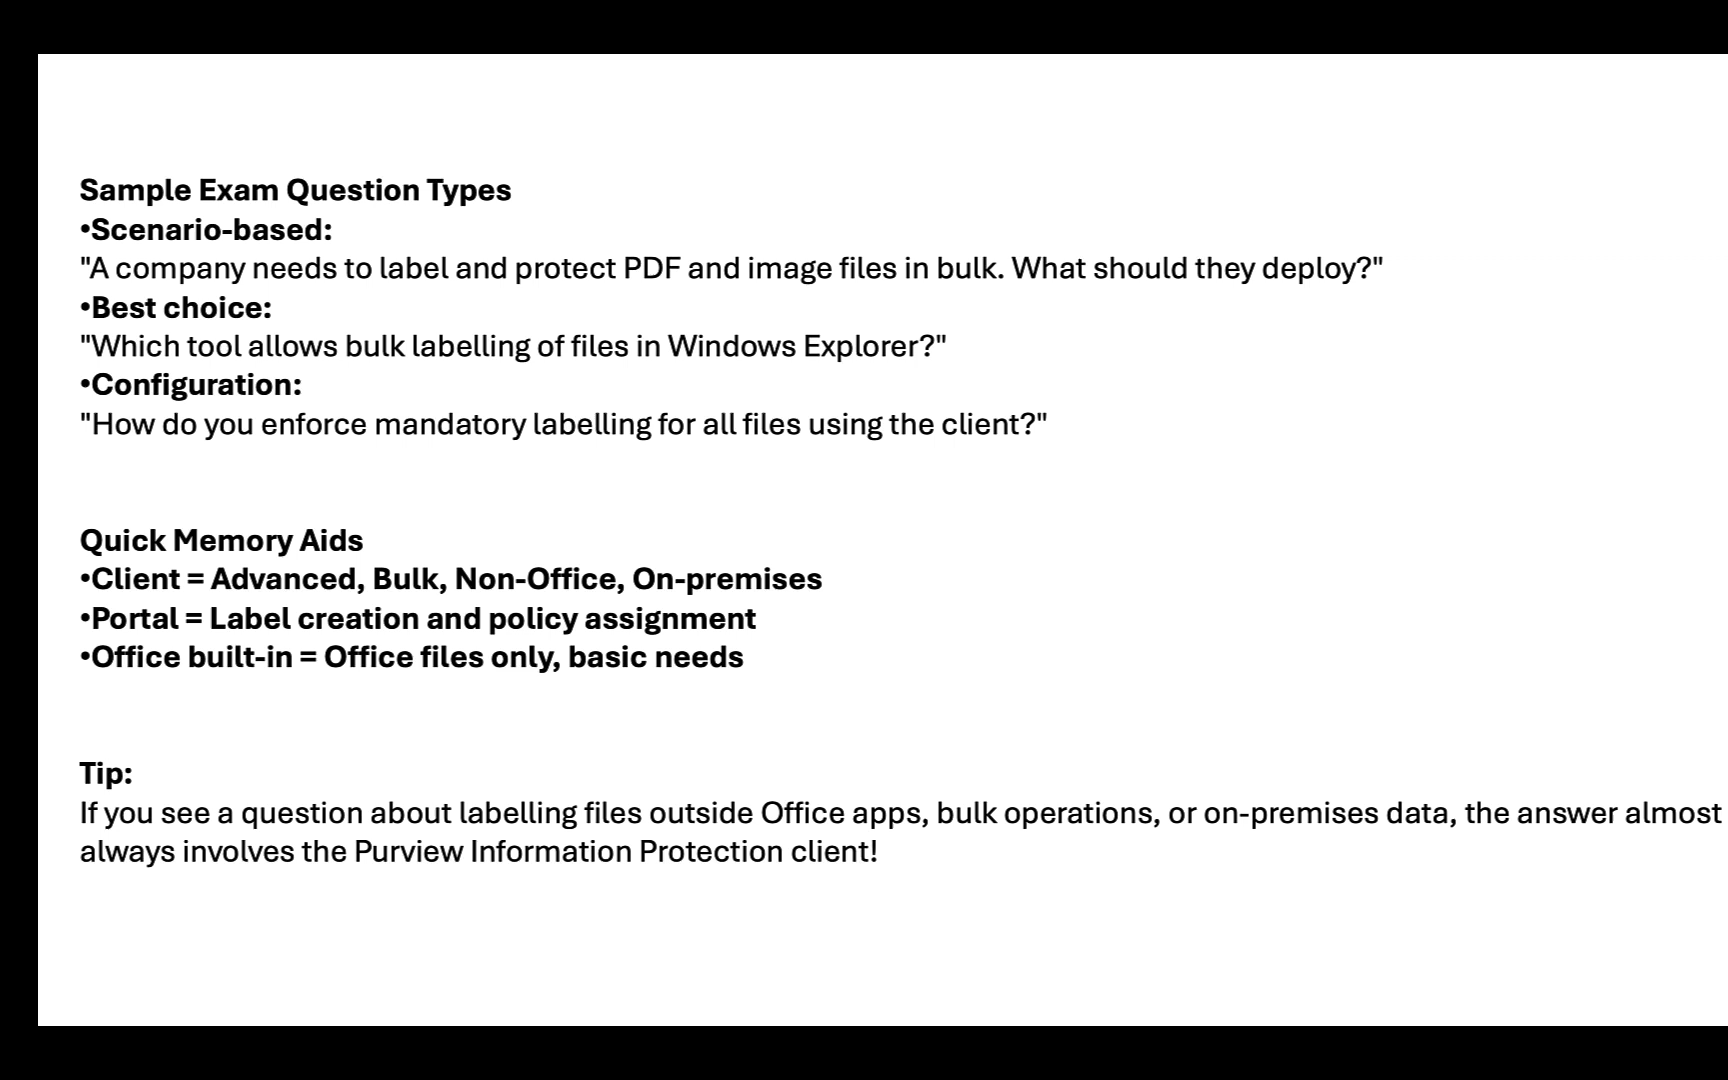 Sample Exam Question Types
•Scenario-based:
"A company needs to label and protect PDF and image files in bulk. What should they deploy?"
•Best choice:
"Which tool allows bulk labelling of files in Windows Explorer?"
•Configuration:
"How do you enforce mandatory labelling for all files using the client?"
Quick Memory Aids
•Client = Advanced, Bulk, Non-Office, On-premises
•Portal = Label creation and policy assignment
•Office built-in = Office files only, basic needs
Tip:
If you see a question about labelling files outside Office apps, bulk operations, or on-premises data, the answer almost
always involves the Purview Information Protection client!